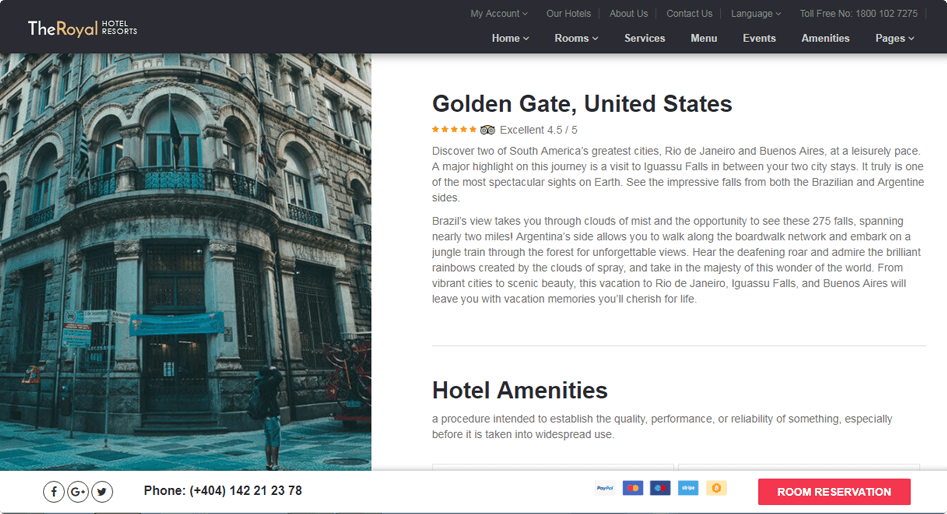 TheRoyal HOTEL RESORTS
My Account Our Hotels About Us Contact Us Language Toll Free No: 1800 102 7275
Home Rooms Services Menu Events Amenities Pages
Golden Gate, United States
Excellent 4.5 / 5
Discover two of South America's greatest cities, Rio de Janeiro and Buenos Aires, at a leisurely pace.
A major highlight on this journey is a visit to Iguassu Falls in between your two city stays. It truly is one
of the most spectacular sights on Earth. See the impressive falls from both the Brazilian and Argentine
sides.
Brazil's view takes you through clouds of mist and the opportunity to see these 275 falls, spanning
nearly two miles! Argentina's side allows you to walk along the boardwalk network and embark on a
jungle train through the forest for unforgettable views. Hear the deafening roar and admire the brilliant
rainbows created by the clouds of spray, and take in the majesty of this wonder of the world. From
vibrant cities to scenic beauty, this vacation to Rio de Janeiro, Iguassu Falls, and Buenos Aires will
leave you with vacation memories you'll cherish for life.
Hotel Amenities
a procedure intended to establish the quality, performance, or reliability of something, especially
before it is taken into widespread use.
f G+ Phone: (+404) 142 21 23 78 PayPal stripe ROOM RESERVATION